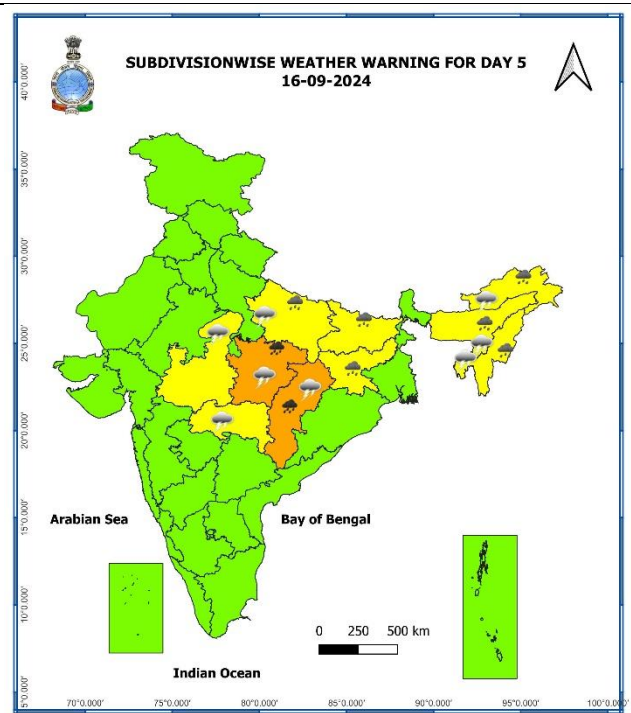 SUBDIVISIONWISE WEATHER WARNING FOR DAY 5
16-09-2024
40°0.000'
35°0.000'
30°0.000'
25°0.000'
20°0.000'
15°0.000'
10°0.000'
5°0.000'
Arabian Sea
Bay of Bengal
0 250 500 km
Indian Ocean
70°0.000' 75°0.000' 80°0.000' 85°0.000' 90°0.000' 95°0.000' 100°0.000'